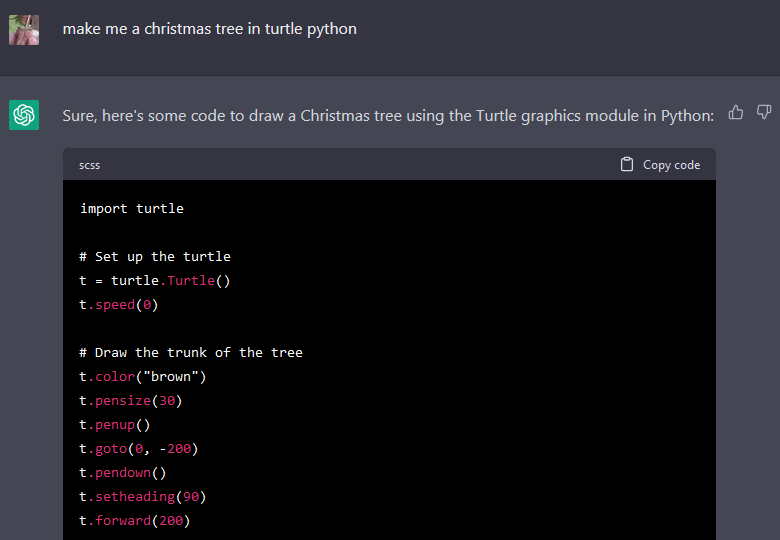 make me a christmas tree in turtle python
Sure, here's some code to draw a Christmas tree using the Turtle graphics module in Python:
scss
Copy code
import turtle
# Set up the turtle
t = turtle.Turtle()
t.speed(0)
# Draw the trunk of the tree
t.color("brown")
t.pensize(30)
t.penup()
t.goto(0, -200)
t.pendown()
t.setheading(90)
t.forward(200)